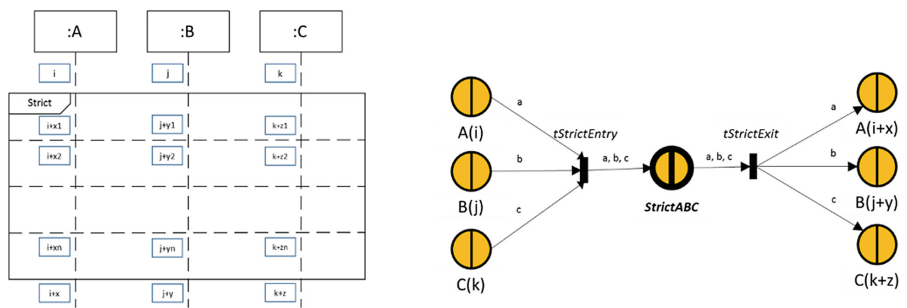 :A :B :C
i j k
Strict
i+x1 j+y1 k+z1
i+x2 j+y2 k+z2
i+xn j+yn k+zn
i+x j+y k+z
a a
A(i) tStrictEntry tStrictExit A(i+x)
b a, b, c a, b, c b
B(j) StrictABC B(j+y)
c c
C(k) C(k+z)